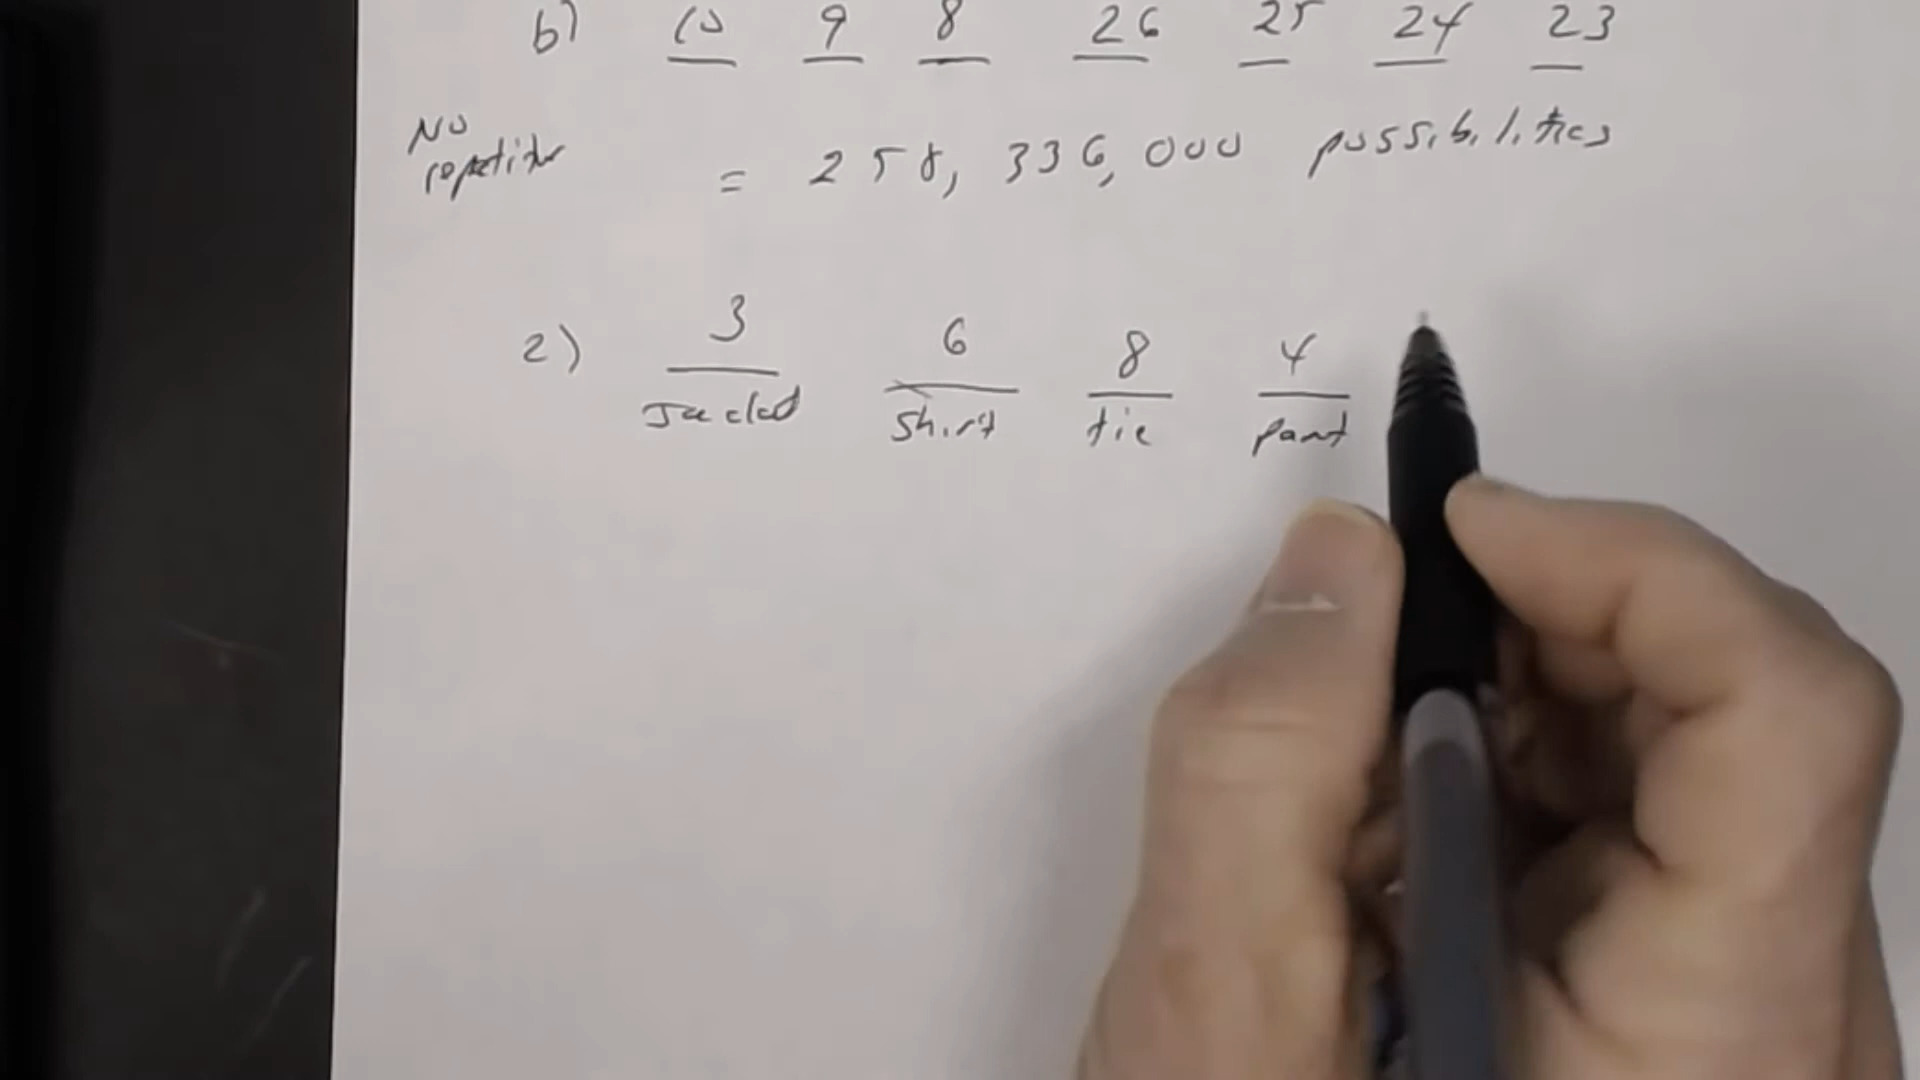 b) 10 9 8 26 25 24 23
No
repetition
= 258,336,000 possibilities
2) 3 6 8 4
Jacket shirt tie pant